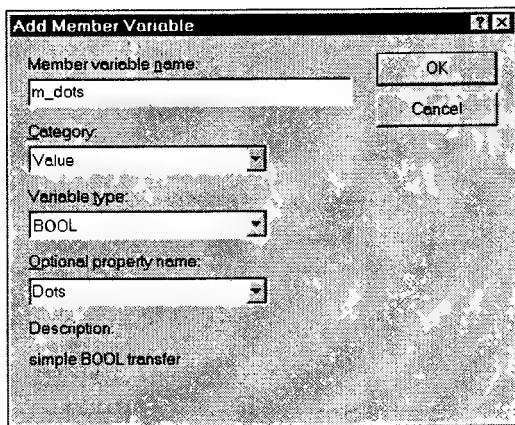 Add Member Variable
Member variable name:
m_dots
OK
Cancel
Category:
Value
Variable type:
BOOL
Optional property name:
Dots
Description:
simple BOOL transfer